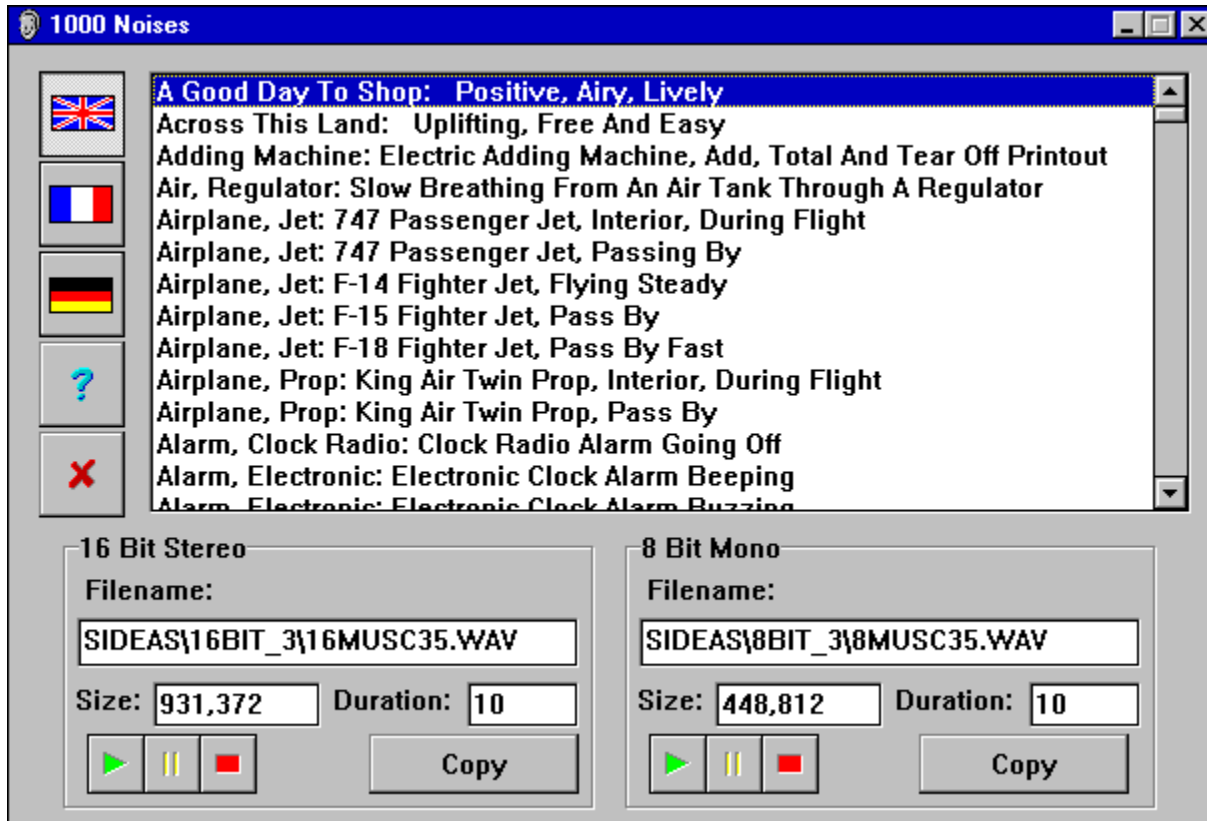 1000 Noises
A Good Day To Shop:   Positive, Airy, Lively
Across This Land:   Uplifting, Free And Easy
Adding Machine: Electric Adding Machine, Add, Total And Tear Off Printout
Air, Regulator: Slow Breathing From An Air Tank Through A Regulator
Airplane, Jet: 747 Passenger Jet, Interior, During Flight
Airplane, Jet: 747 Passenger Jet, Passing By
Airplane, Jet: F-14 Fighter Jet, Flying Steady
Airplane, Jet: F-15 Fighter Jet, Pass By
Airplane, Jet: F-18 Fighter Jet, Pass By Fast
Airplane, Prop: King Air Twin Prop, Interior, During Flight
Airplane, Prop: King Air Twin Prop, Pass By
Alarm, Clock Radio: Clock Radio Alarm Going Off
Alarm, Electronic: Electronic Clock Alarm Beeping
Alarm, Electronic: Electronic Clock Alarm Buzzing
?
16 Bit Stereo
Filename:
SIDEAS\16BIT_3\16MUSC35.WAV
Size: 931,372 Duration: 10
Copy
8 Bit Mono
Filename:
SIDEAS\8BIT_3\8MUSC35.WAV
Size: 448,812 Duration: 10
Copy